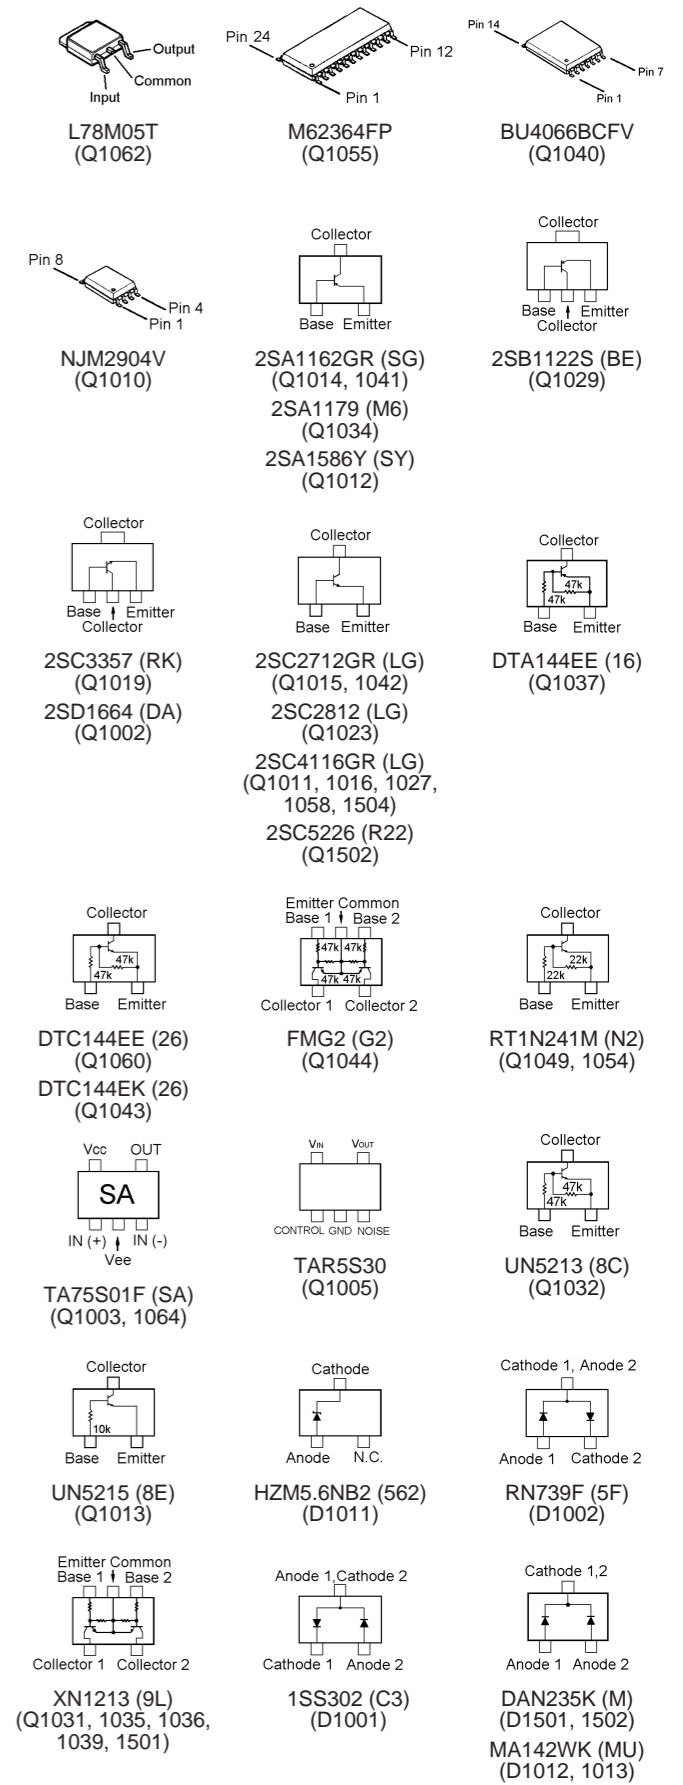 Output
Common
Input
L78M05T
(Q1062)
Pin 24
Pin 12
Pin 1
M62364FP
(Q1055)
Pin 14
Pin 7
Pin 1
BU4066BCFV
(Q1040)
Pin 8
Pin 4
Pin 1
NJM2904V
(Q1010)
Collector
Base Emitter
2SA1162GR (SG)
(Q1014, 1041)
2SA1179 (M6)
(Q1034)
2SA1586Y (SY)
(Q1012)
Collector
Base Emitter
Collector
2SB1122S (BE)
(Q1029)
Collector
Base Emitter
Collector
2SC3357 (RK)
(Q1019)
2SD1664 (DA)
(Q1002)
Collector
Base Emitter
2SC2712GR (LG)
(Q1015, 1042)
2SC2812 (LG)
(Q1023)
2SC4116GR (LG)
(Q1011, 1016, 1027,
1058, 1504)
2SC5226 (R22)
(Q1502)
Collector
47k
47k
Base Emitter
DTA144EE (16)
(Q1037)
Collector
47k
47k
Base Emitter
DTC144EE (26)
(Q1060)
DTC144EK (26)
(Q1043)
Emitter Common
Base 1 Base 2
47k 47k
47k 47k
Collector 1 Collector 2
FMG2 (G2)
(Q1044)
Collector
22k
22k
Base Emitter
RT1N241M (N2)
(Q1049, 1054)
Vcc OUT
SA
IN (+) IN (-)
Vee
TA75S01F (SA)
(Q1003, 1064)
VIN VOUT
CONTROL GND NOISE
TAR5S30
(Q1005)
Collector
47k
47k
Base Emitter
UN5213 (8C)
(Q1032)
Collector
10k
Base Emitter
UN5215 (8E)
(Q1013)
Cathode
Anode N.C.
HZM5.6NB2 (562)
(D1011)
Cathode 1, Anode 2
Anode 1 Cathode 2
RN739F (5F)
(D1002)
Emitter Common
Base 1 Base 2
Collector 1 Collector 2
XN1213 (9L)
(Q1031, 1035, 1036,
1039, 1501)
Anode 1,Cathode 2
Cathode 1 Anode 2
1SS302 (C3)
(D1001)
Cathode 1,2
Anode 1 Anode 2
DAN235K (M)
(D1501, 1502)
MA142WK (MU)
(D1012, 1013)